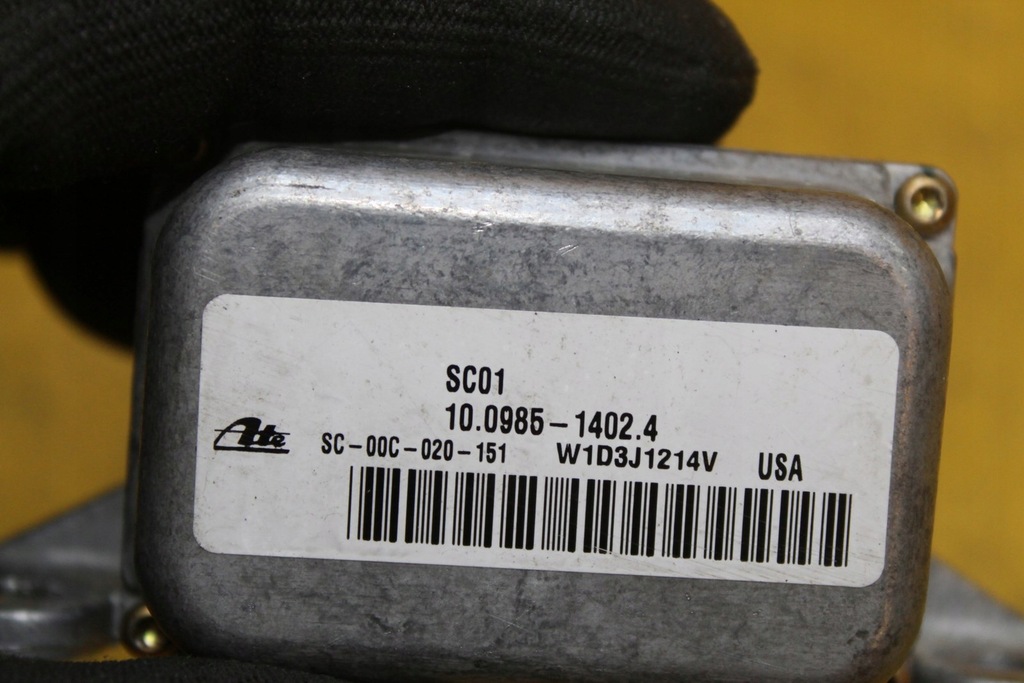 SC01
10.0985-1402.4
Ate SC-00C-020-151 W1D3J1214V USA